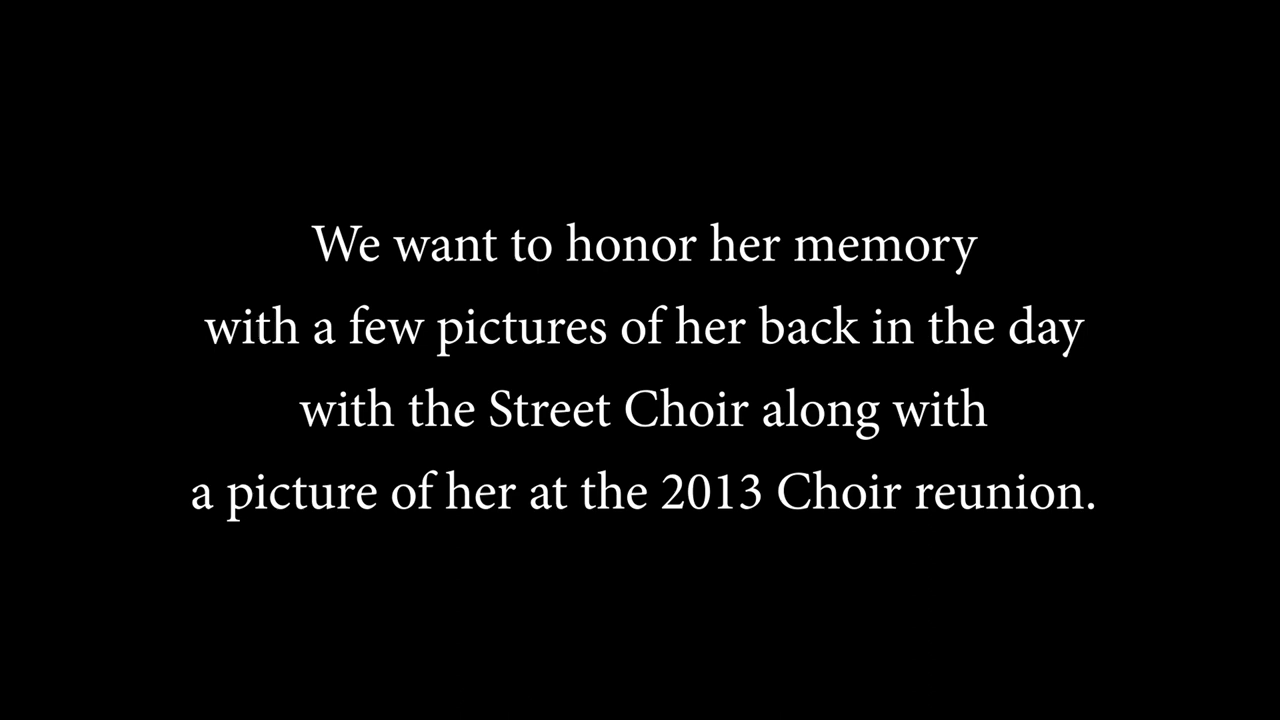 We want to honor her memory
with a few pictures of her back in the day
with the Street Choir along with
a picture of her at the 2013 Choir reunion.